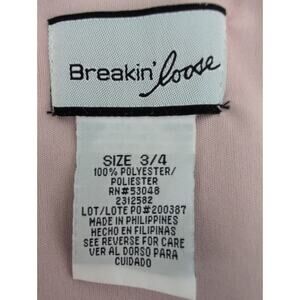 Breakin' loose
SIZE 3/4
100% POLYESTER/
POLIESTER
RN#53048
2312582
LOT/LOTE PO#200387
MADE IN PHILIPPINES
HECHO EN FILIPINAS
SEE REVERSE FOR CARE
VER AL DORSO PARA
CUIDADO